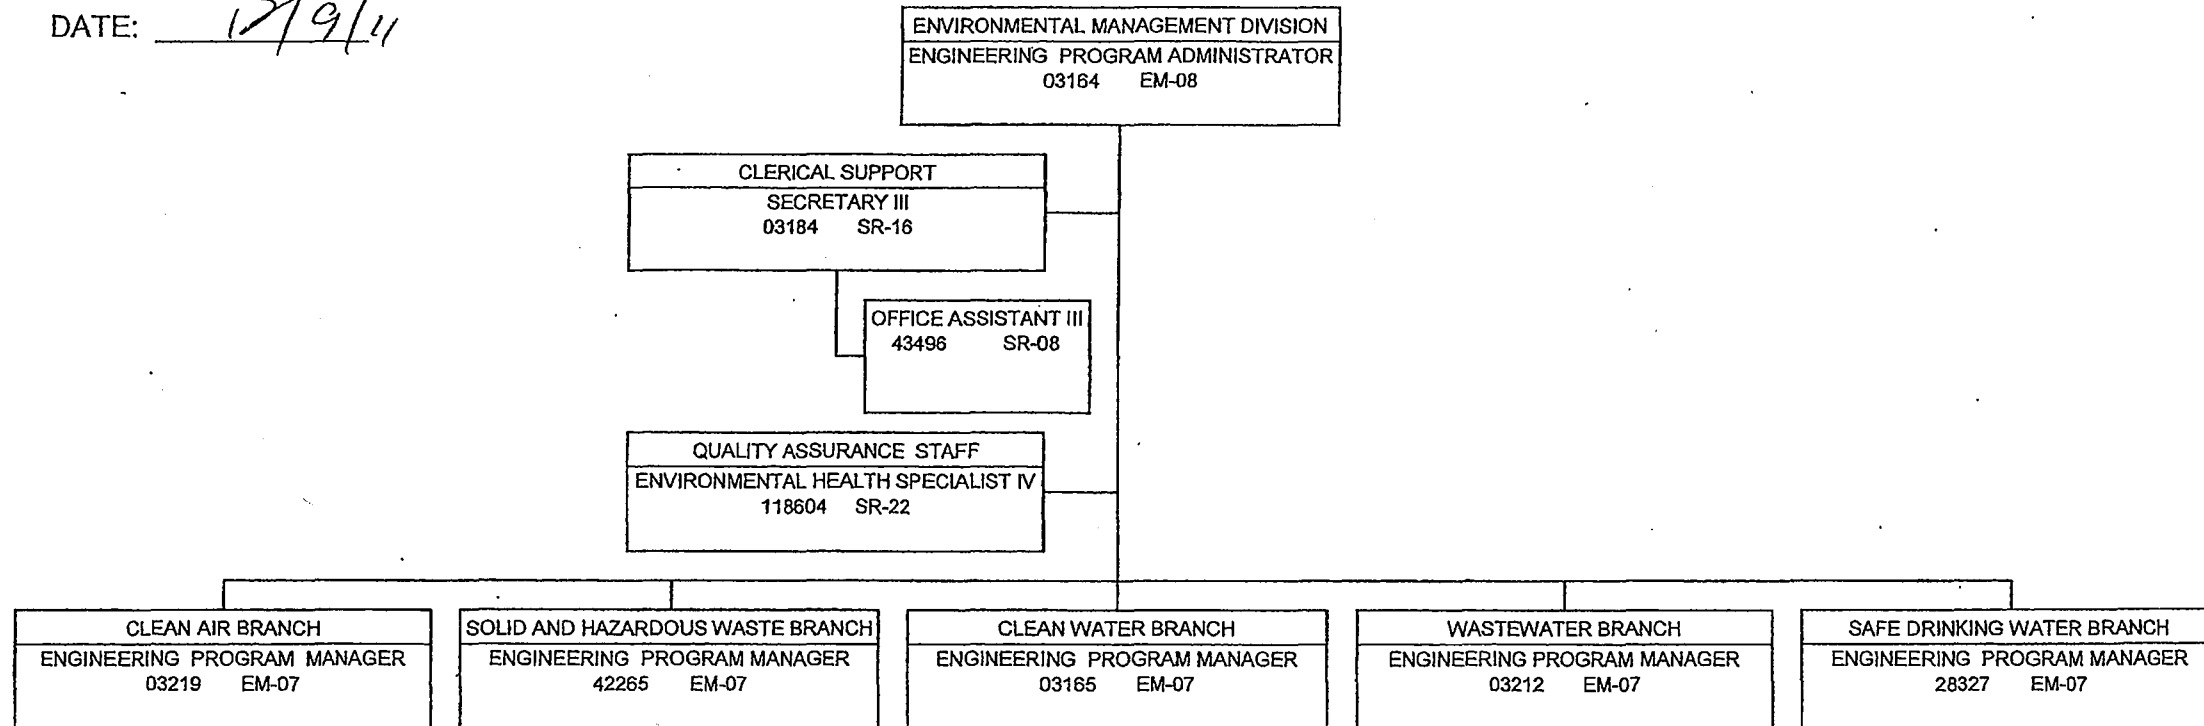 DATE: 12/9/11
ENVIRONMENTAL MANAGEMENT DIVISION
ENGINEERING PROGRAM ADMINISTRATOR
03164 EM-08
CLERICAL SUPPORT
SECRETARY III
03184 SR-16
OFFICE ASSISTANT III
43496 SR-08
QUALITY ASSURANCE STAFF
ENVIRONMENTAL HEALTH SPECIALIST IV
118604 SR-22
CLEAN AIR BRANCH
ENGINEERING PROGRAM MANAGER
03219 EM-07
SOLID AND HAZARDOUS WASTE BRANCH
ENGINEERING PROGRAM MANAGER
42265 EM-07
CLEAN WATER BRANCH
ENGINEERING PROGRAM MANAGER
03165 EM-07
WASTEWATER BRANCH
ENGINEERING PROGRAM MANAGER
03212 EM-07
SAFE DRINKING WATER BRANCH
ENGINEERING PROGRAM MANAGER
28327 EM-07